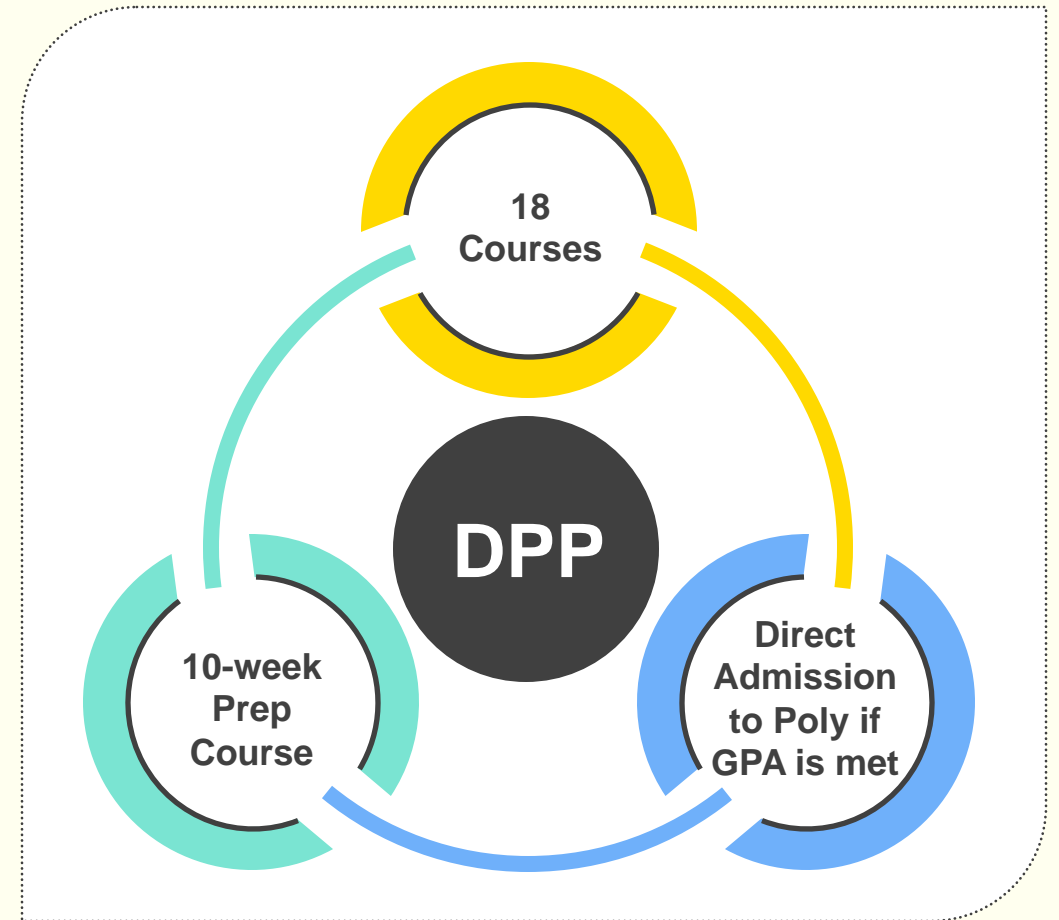 18
Courses
DPP
10-week
Prep
Course
Direct
Admission
to Poly if
GPA is met